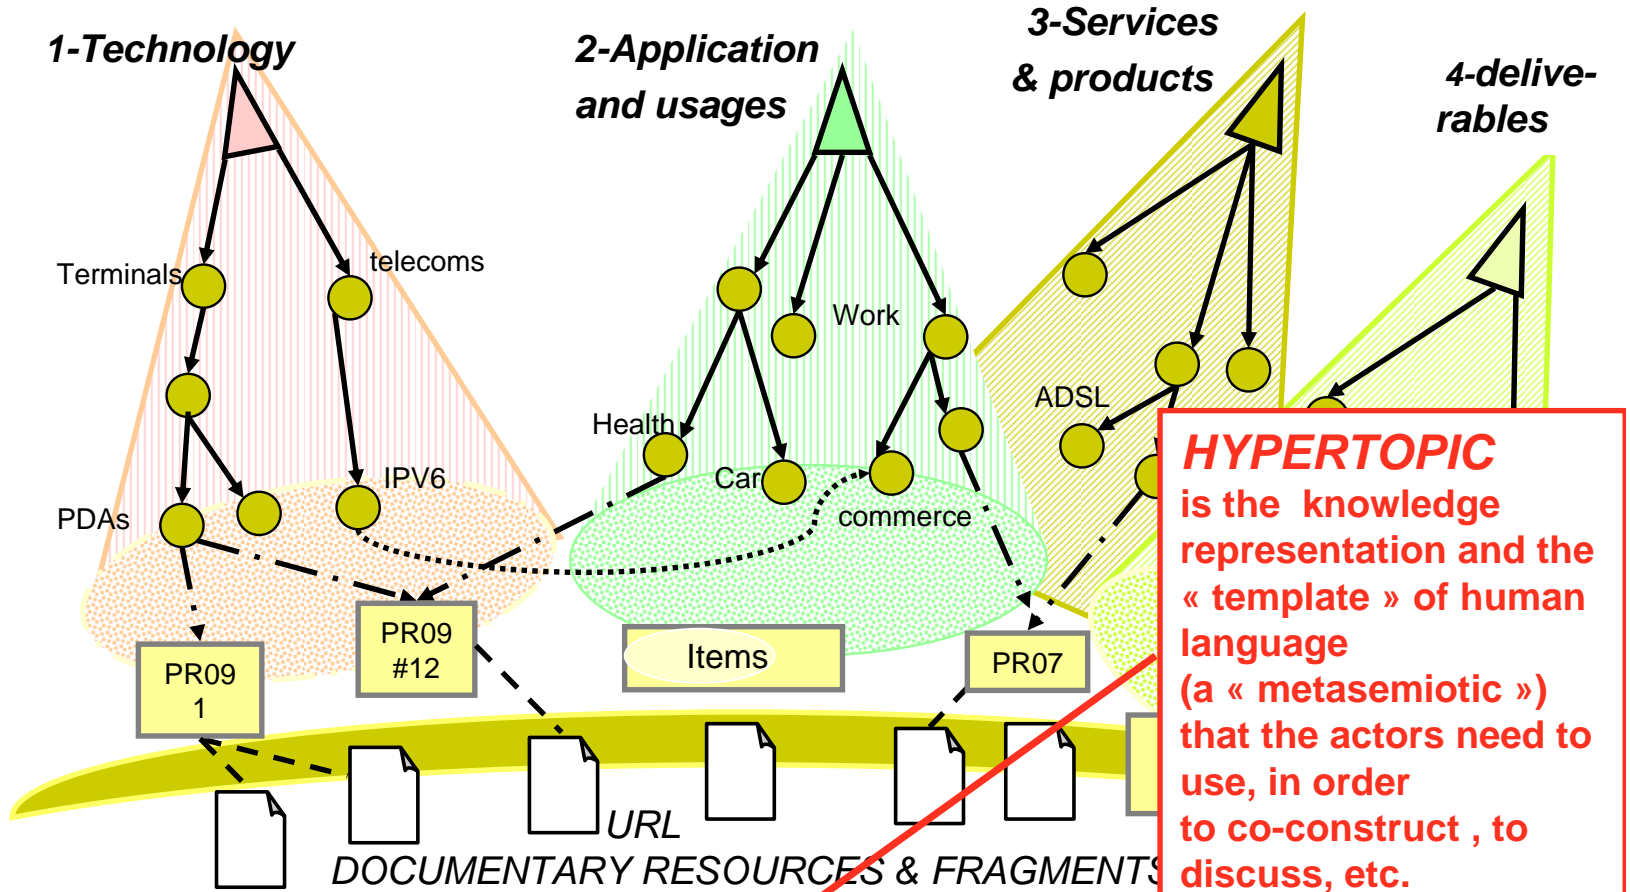 1-Technology
2-Application
and usages
3-Services
& products
4-delive-
rables
Terminals
telecoms
Work
Health
ADSL
Car
IPV6
commerce
PDAs
PR09
1
PR09
#12
Items
PR07
URL
DOCUMENTARY RESOURCES & FRAGMENTS
HYPERTOPIC
is the knowledge
representation and the
« template » of human
language
(a « metasemiotic »)
that the actors need to
use, in order
to co-construct , to
discuss, etc.